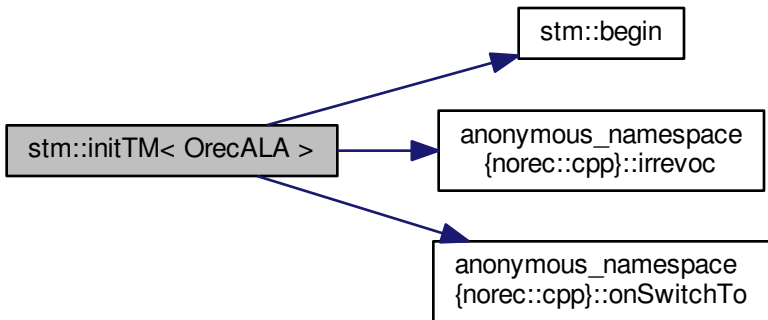 stm::begin
stm::initTM< OrecALA >
anonymous_namespace
{norec::cpp}::irrevoc
anonymous_namespace
{norec::cpp}::onSwitchTo